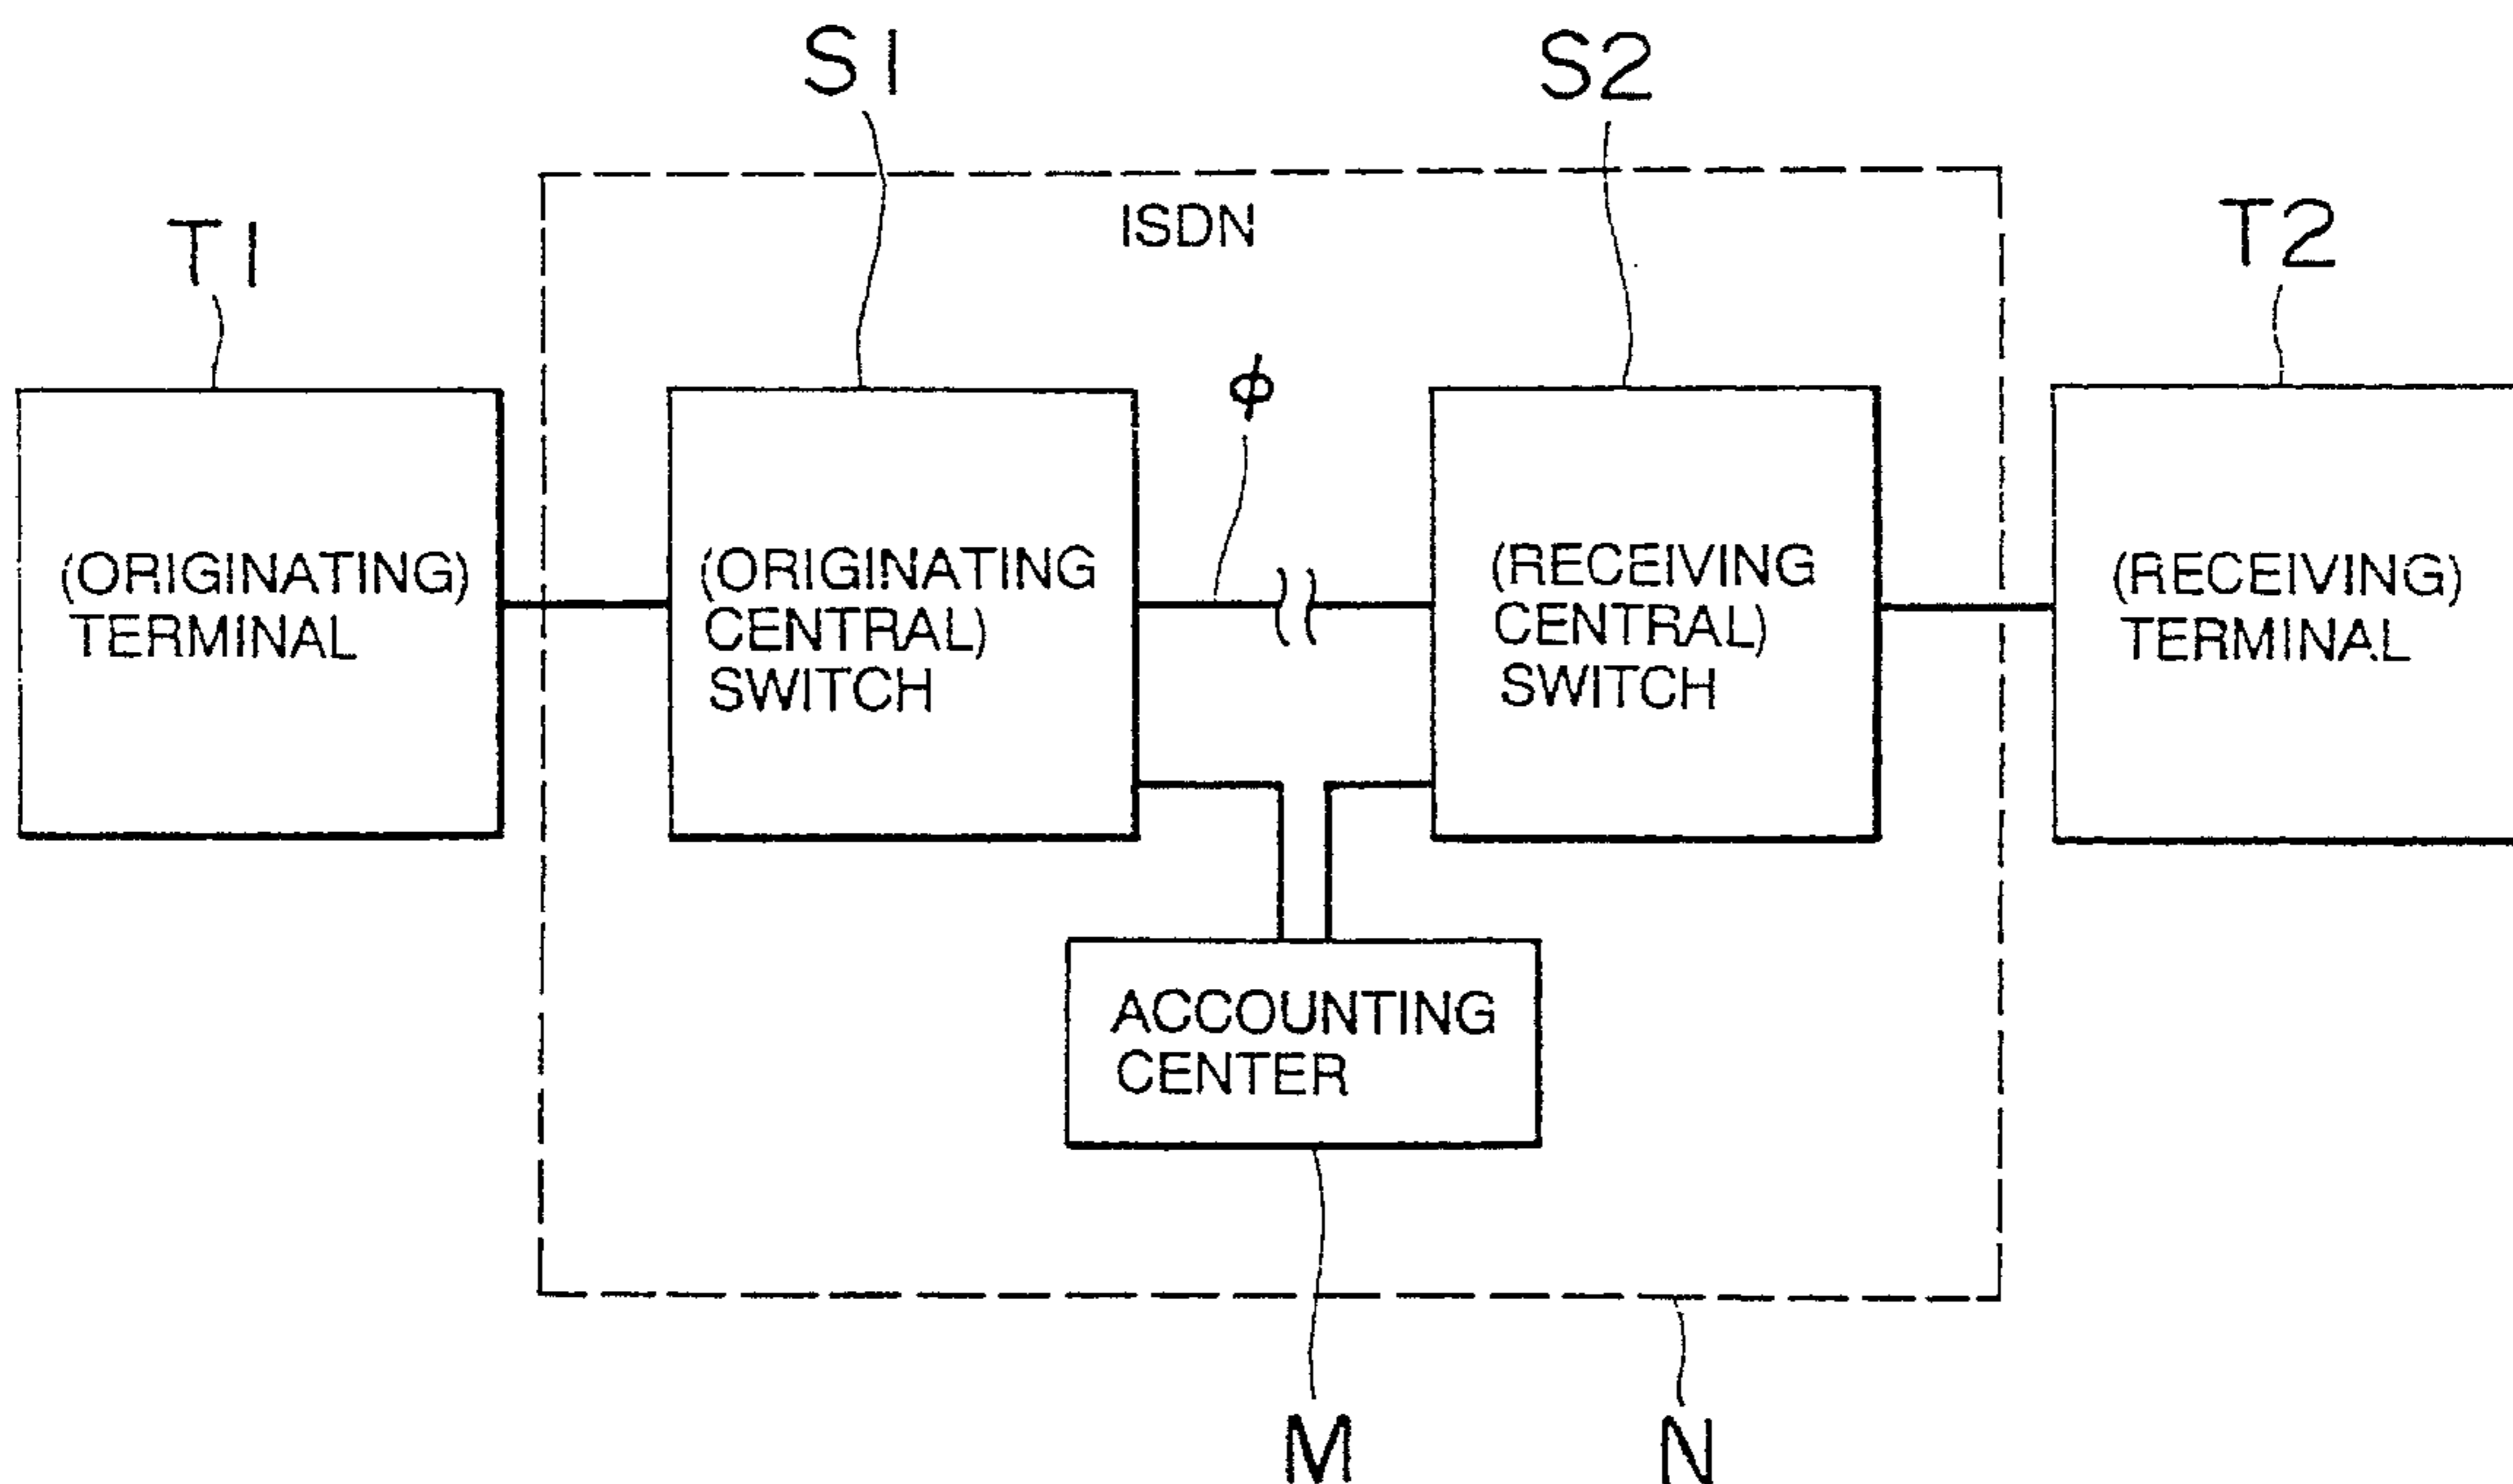 S1
S2
T1
ISDN
T2
ϕ
(ORIGINATING)
TERMINAL
(ORIGINATING
CENTRAL)
SWITCH
(RECEIVING
CENTRAL)
SWITCH
(RECEIVING)
TERMINAL
ACCOUNTING
CENTER
M
N